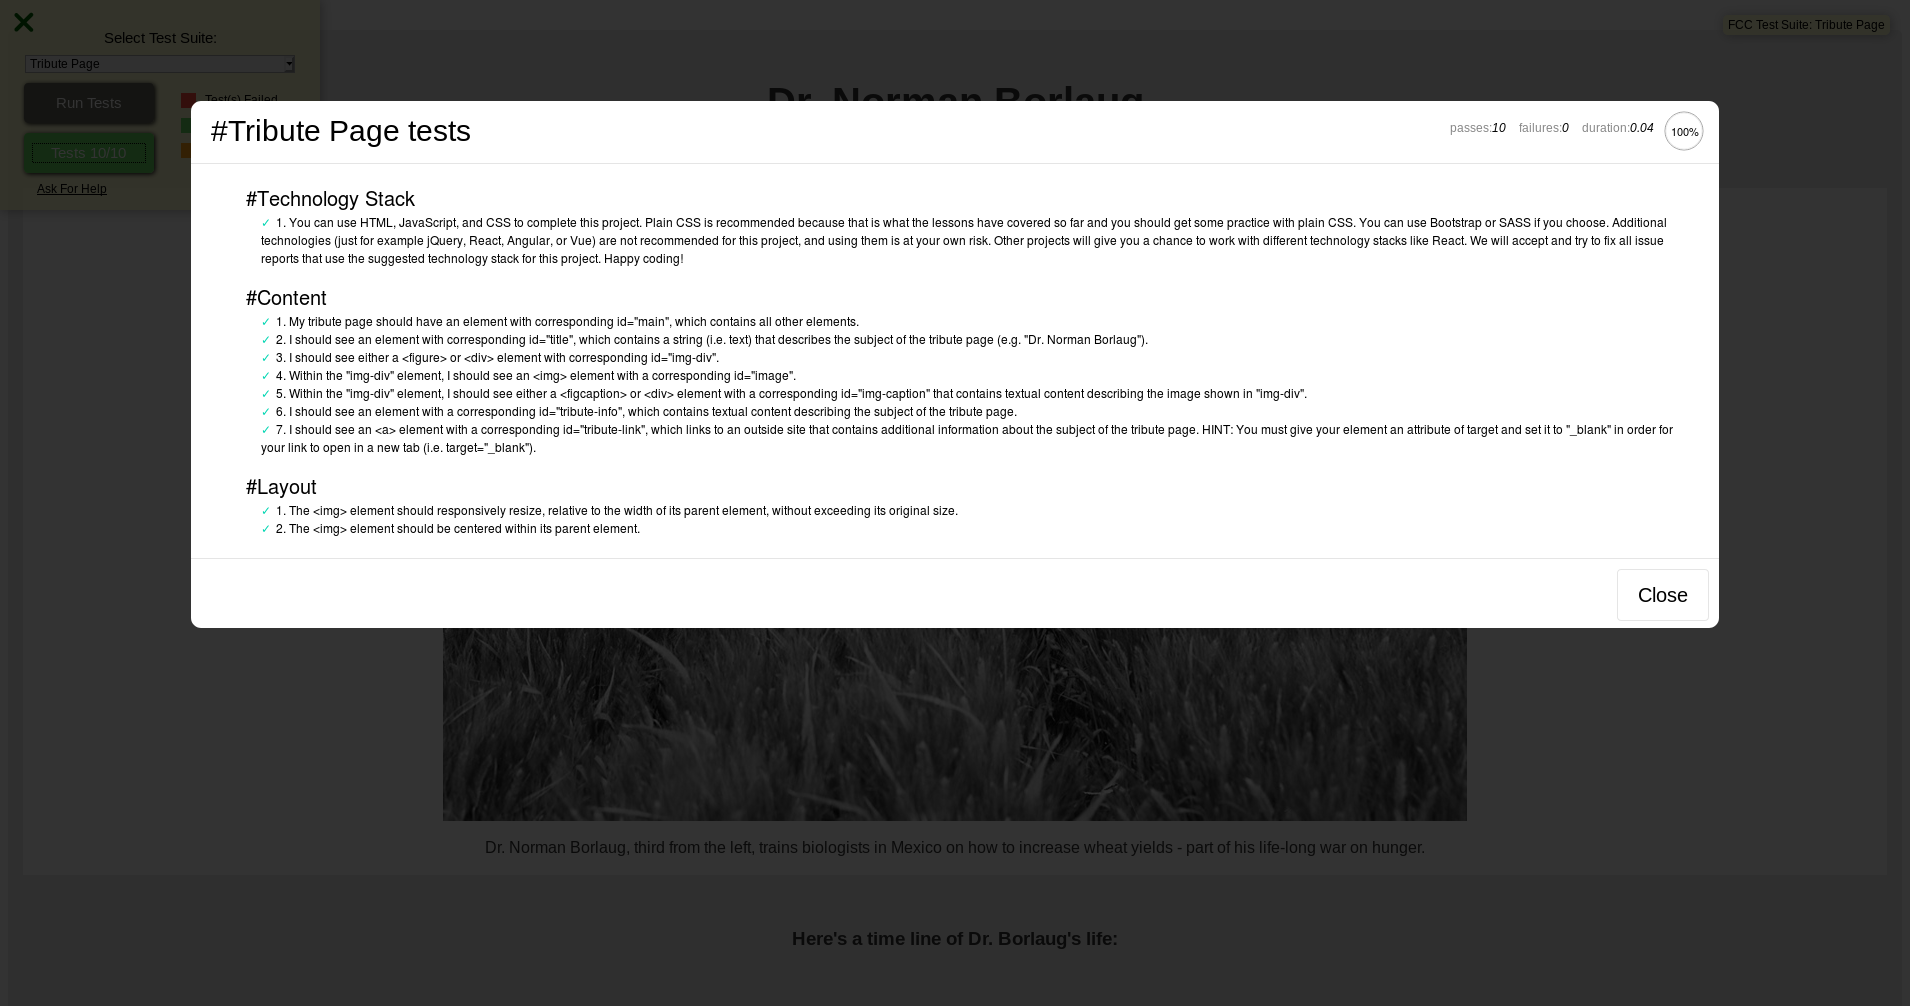 Select Test Suite:
FCC Test Suite: Tribute Page
Tribute Page
Run Tests
Test(s) Failed
Tests 10/10
Ask For Help
Dr. Norman Borlaug
#Tribute Page tests
passes:10 failures:0 duration:0.04 100%
#Technology Stack
✓ 1. You can use HTML, JavaScript, and CSS to complete this project. Plain CSS is recommended because that is what the lessons have covered so far and you should get some practice with plain CSS. You can use Bootstrap or SASS if you choose. Additional
technologies (just for example jQuery, React, Angular, or Vue) are not recommended for this project, and using them is at your own risk. Other projects will give you a chance to work with different technology stacks like React. We will accept and try to fix all issue
reports that use the suggested technology stack for this project. Happy coding!
#Content
✓ 1. My tribute page should have an element with corresponding id="main", which contains all other elements.
✓ 2. I should see an element with corresponding id="title", which contains a string (i.e. text) that describes the subject of the tribute page (e.g. "Dr. Norman Borlaug").
✓ 3. I should see either a <figure> or <div> element with corresponding id="img-div".
✓ 4. Within the "img-div" element, I should see an <img> element with a corresponding id="image".
✓ 5. Within the "img-div" element, I should see either a <figcaption> or <div> element with a corresponding id="img-caption" that contains textual content describing the image shown in "img-div".
✓ 6. I should see an element with a corresponding id="tribute-info", which contains textual content describing the subject of the tribute page.
✓ 7. I should see an <a> element with a corresponding id="tribute-link", which links to an outside site that contains additional information about the subject of the tribute page. HINT: You must give your element an attribute of target and set it to "_blank" in order for
your link to open in a new tab (i.e. target="_blank").
#Layout
✓ 1. The <img> element should responsively resize, relative to the width of its parent element, without exceeding its original size.
✓ 2. The <img> element should be centered within its parent element.
Close
Dr. Norman Borlaug, third from the left, trains biologists in Mexico on how to increase wheat yields - part of his life-long war on hunger.
Here's a time line of Dr. Borlaug's life: